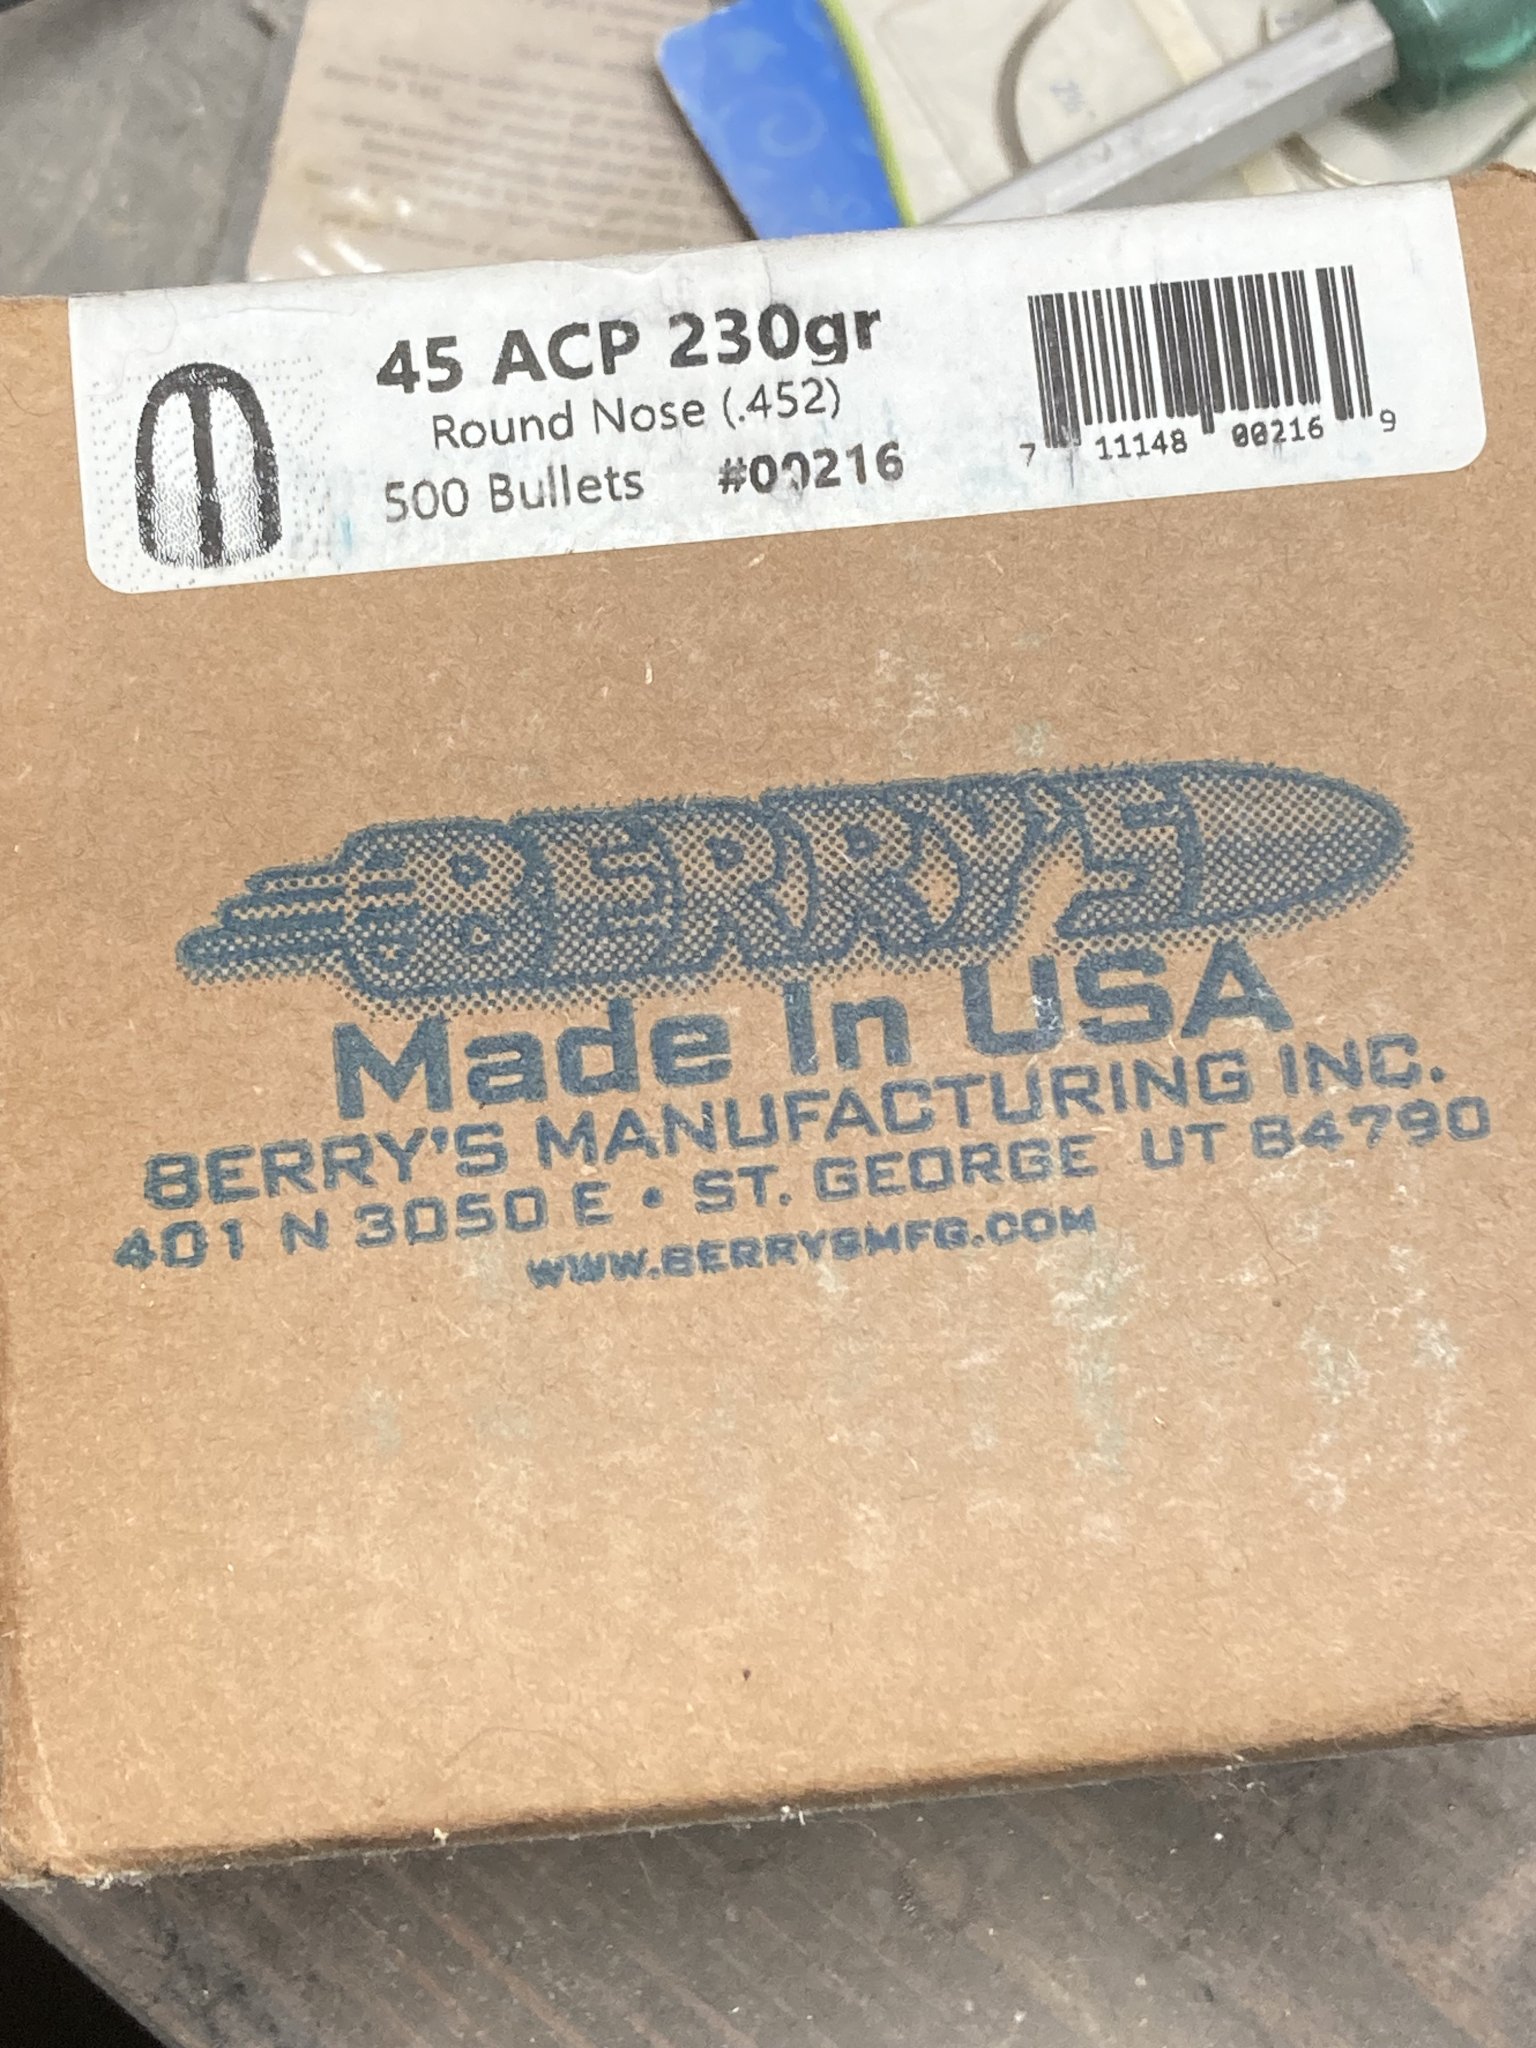 45 ACP 230gr
Round Nose (.452)
500 Bullets #00216
7 11148 00216 9
BERRY'S
Made In USA
BERRY'S MANUFACTURING INC.
401 N 3050 E • ST. GEORGE UT 84790
WWW.BERRYSMFG.COM